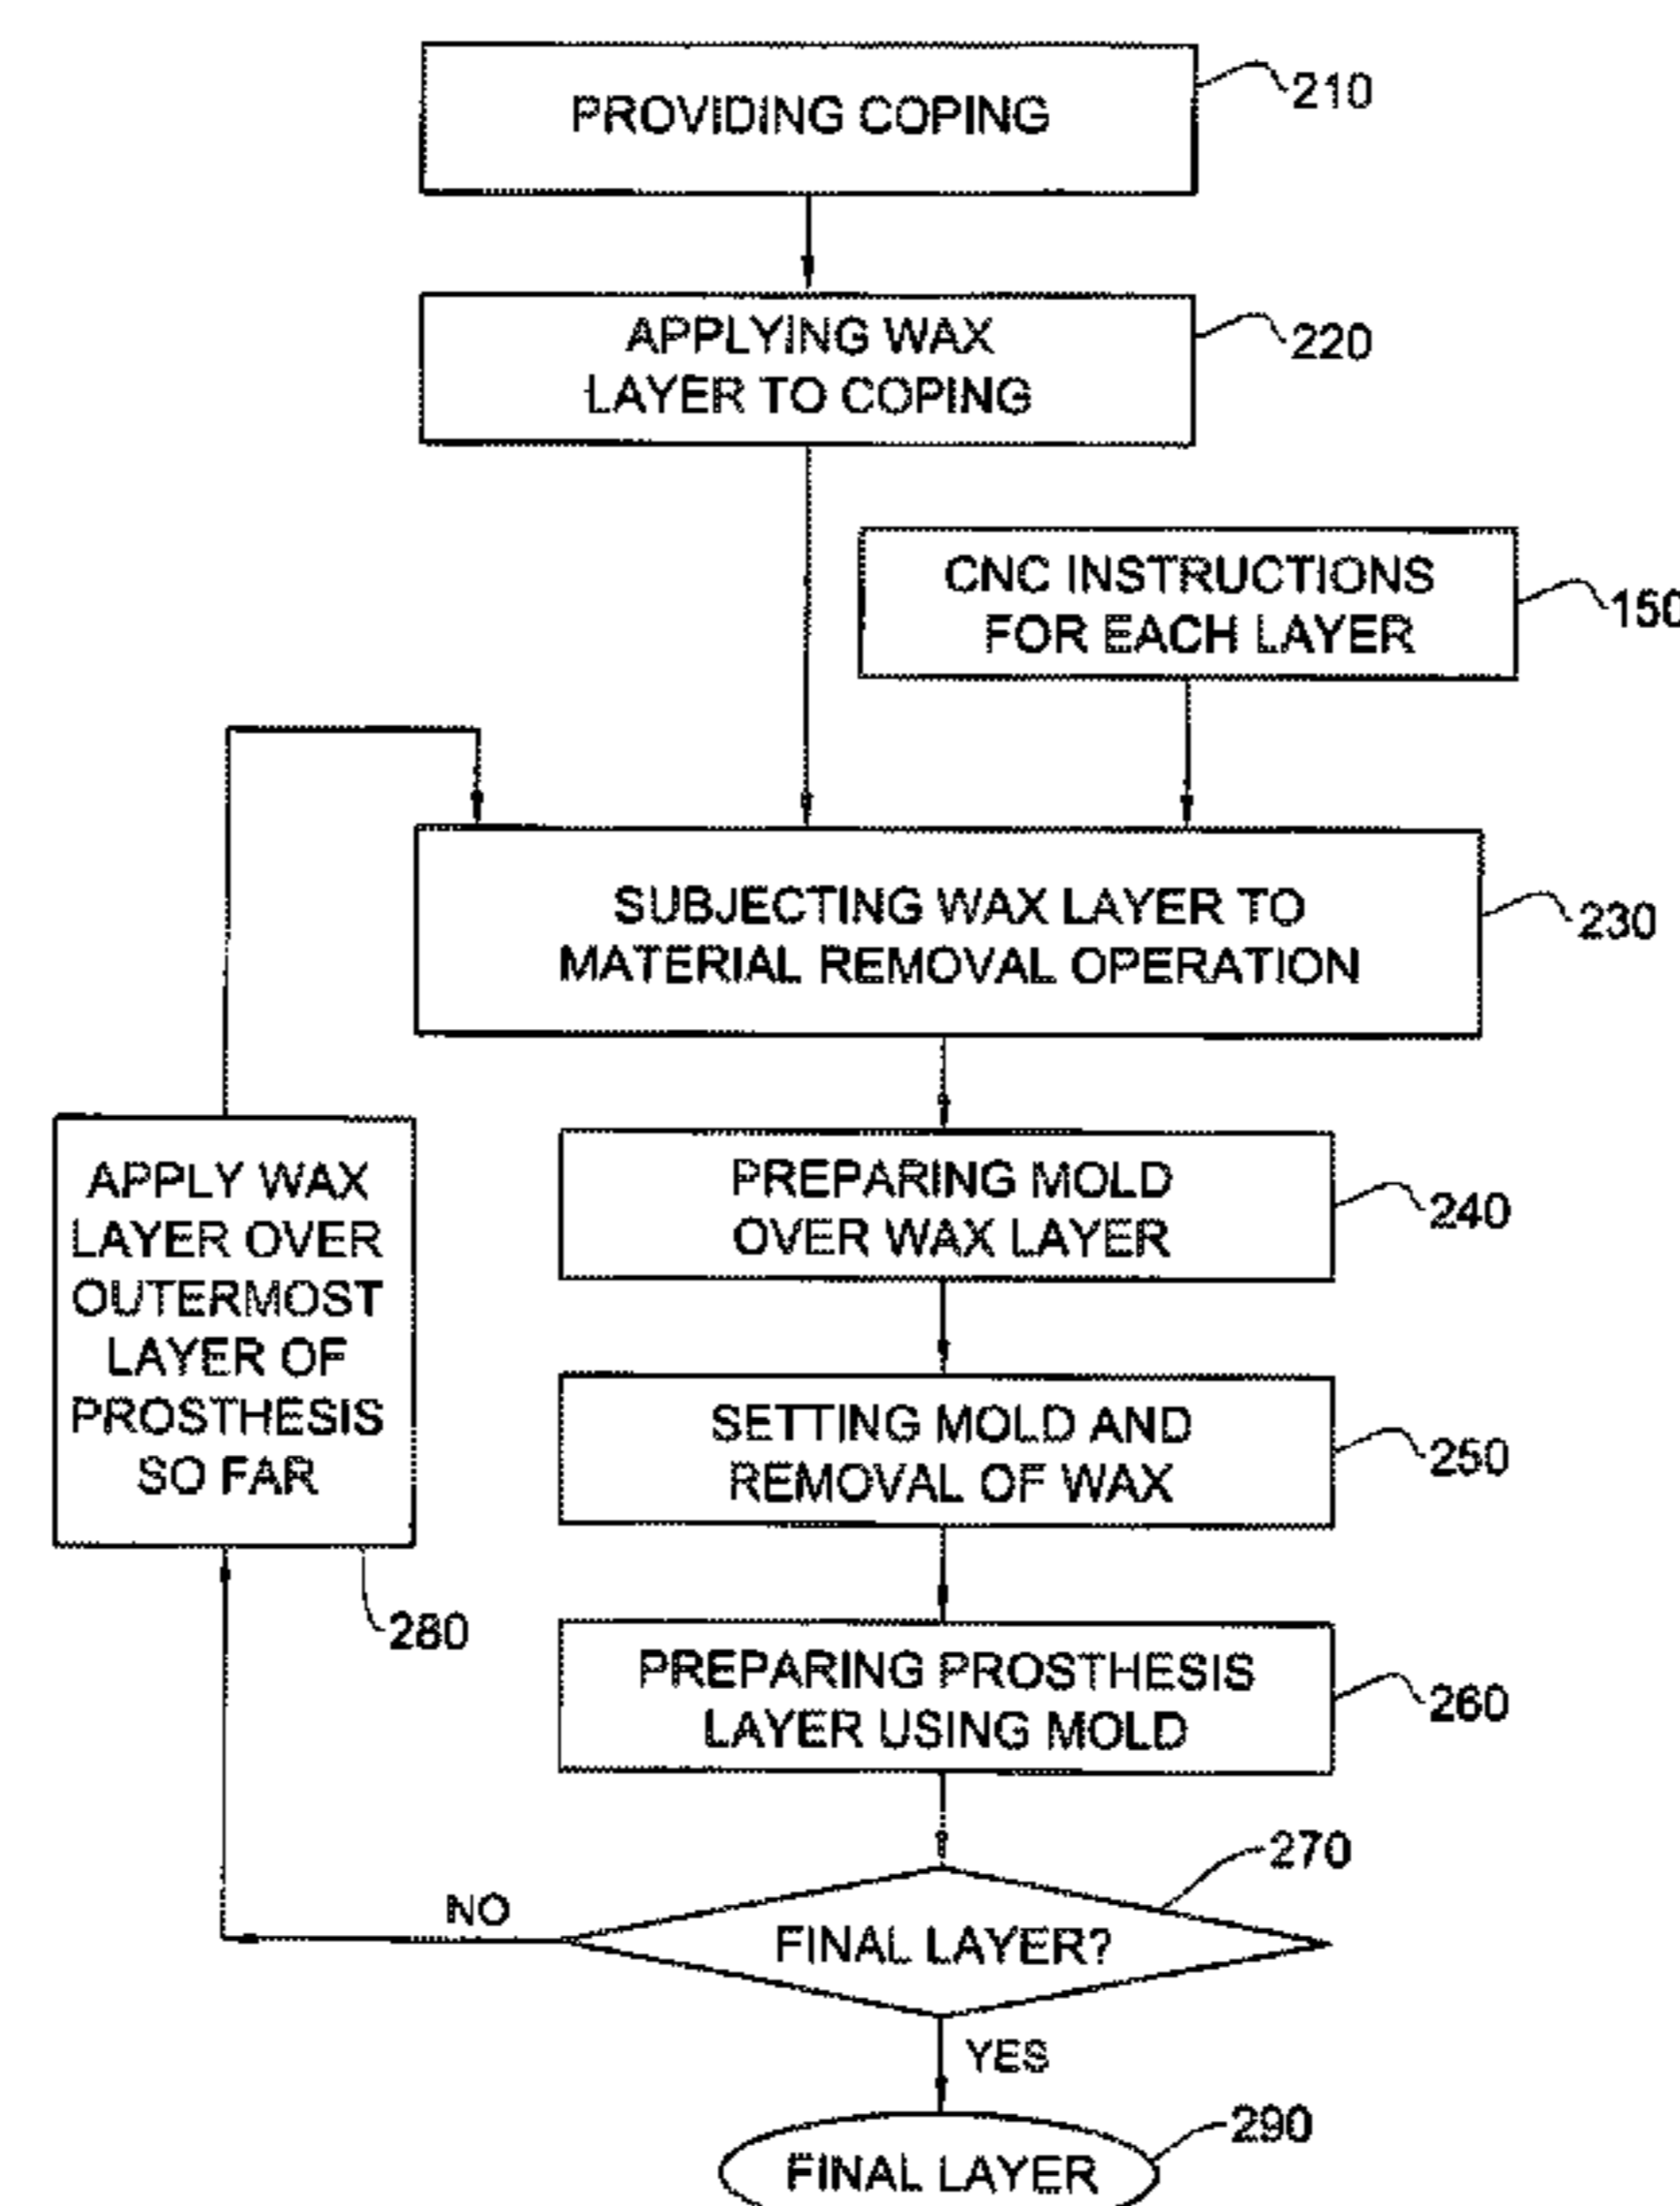 PROVIDING COPING
210
APPLYING WAX
LAYER TO COPING
220
CNC INSTRUCTIONS
FOR EACH LAYER
150
SUBJECTING WAX LAYER TO
MATERIAL REMOVAL OPERATION
230
APPLY WAX
LAYER OVER
OUTERMOST
LAYER OF
PROSTHESIS
SO FAR
280
PREPARING MOLD
OVER WAX LAYER
240
SETTING MOLD AND
REMOVAL OF WAX
250
PREPARING PROSTHESIS
LAYER USING MOLD
260
270
NO
FINAL LAYER?
YES
290
FINAL LAYER